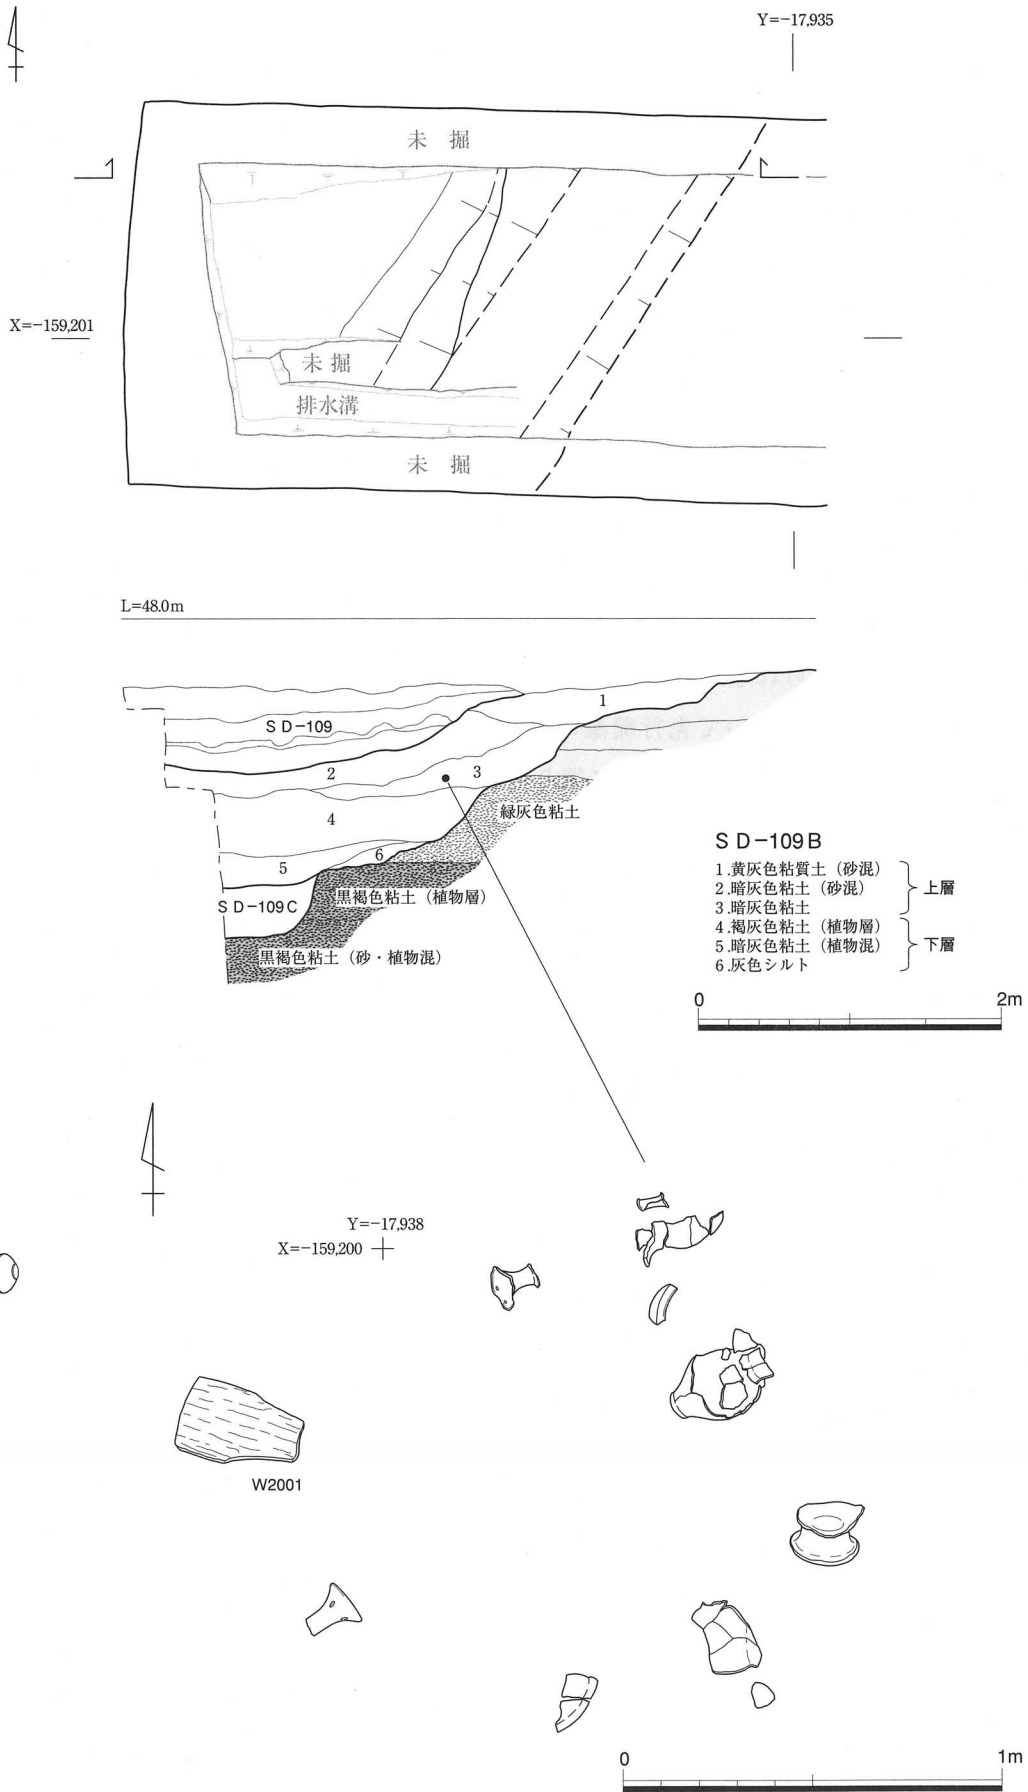 Y=−17,935
未 掘
X=−159,201
未 掘
排水溝
未 掘
L=48.0m
1
SD−109
2
3
4
緑灰色粘土
6
5
黒褐色粘土（植物層）
SD−109C
黒褐色粘土（砂・植物混）
SD−109B
1.黄灰色粘質土（砂混）
2.暗灰色粘土（砂混）
3.暗灰色粘土
上層
4.褐灰色粘土（植物層）
5.暗灰色粘土（植物混）
6.灰色シルト
下層
0 2m
Y=−17,938
X=−159,200
W2001
0 1m